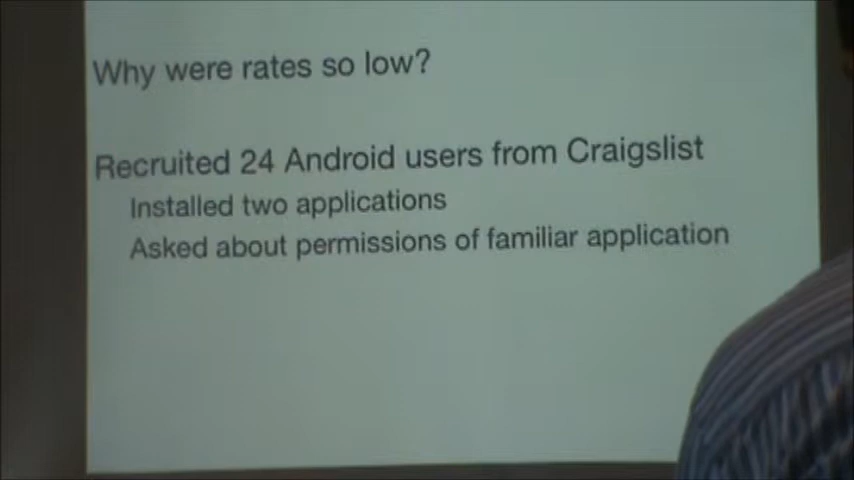 Why were rates so low?
Recruited 24 Android users from Craigslist
Installed two applications
Asked about permissions of familiar application